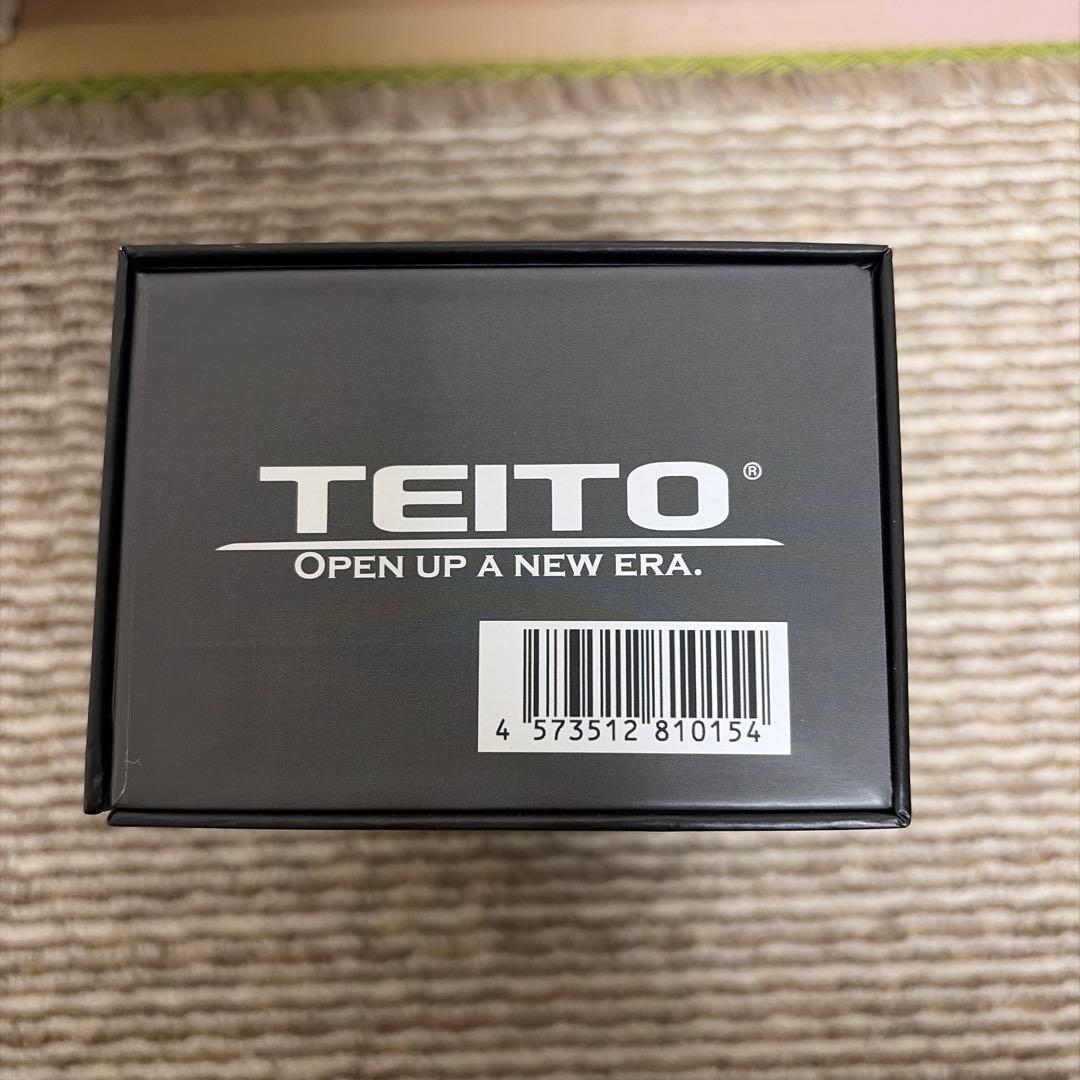 TEITO®
OPEN UP A NEW ERA.
4 573512 810154